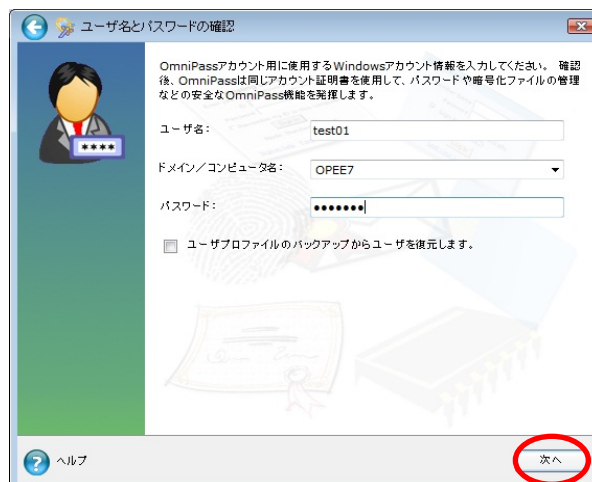 ユーザ名とパスワードの確認
OmniPassアカウント用に使用するWindowsアカウント情報を入力してください。 確認
後、OmniPassは同じアカウント証明書を使用して、パスワードや暗号化ファイルの管理
などの安全なOmniPass機能を発揮します。
ユーザ名: test01
ドメイン/コンピュータ名: OPEE7
パスワード: ●●●●●●●
****
ユーザプロファイルのバックアップからユーザを復元します。
ヘルプ 次へ